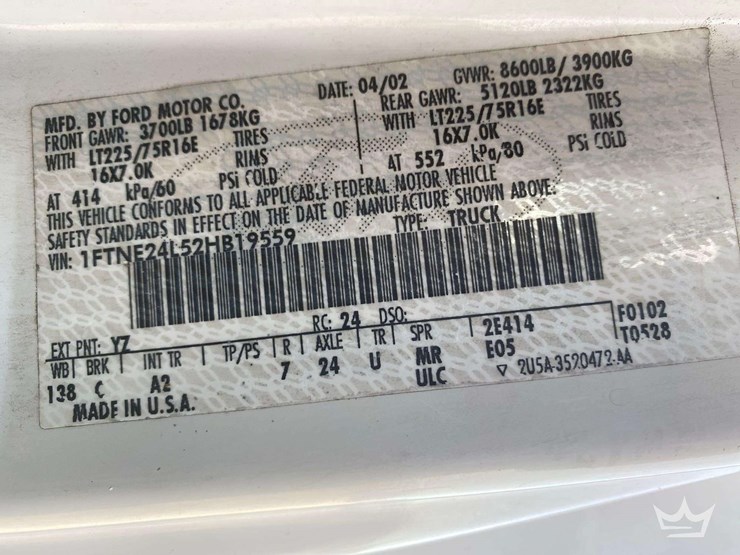 MFD. BY FORD MOTOR CO.
DATE: 04/02
GVWR: 8600LB/ 3900KG
FRONT GAWR: 3700LB 1678KG
REAR GAWR: 5120LB 2322KG
WITH LT225/75R16E TIRES
WITH LT225/75R16E TIRES
16X7.0K RIMS
16X7.0K RINS
AT 414 kPa/60 PSi COLD
AT 552 kPa/80 PSi COLD
THIS VEHICLE CONFORMS TO ALL APPLICABLE FEDERAL MOTOR VEHICLE
SAFETY STANDARDS IN EFFECT ON THE DATE OF MANUFACTURE SHOWN ABOVE.
VIN: 1FTNE24L52HB19559
TYPE: TRUCK
EXT PNT: YZ
RC: 24 DSO:
WB BRK INT TR TP/PS R AXLE TR SPR
138 C A2 7 24 U MR
ULC
2E414
E05
F0102
T0528
2U5A-3520472-AA
MADE IN U.S.A.